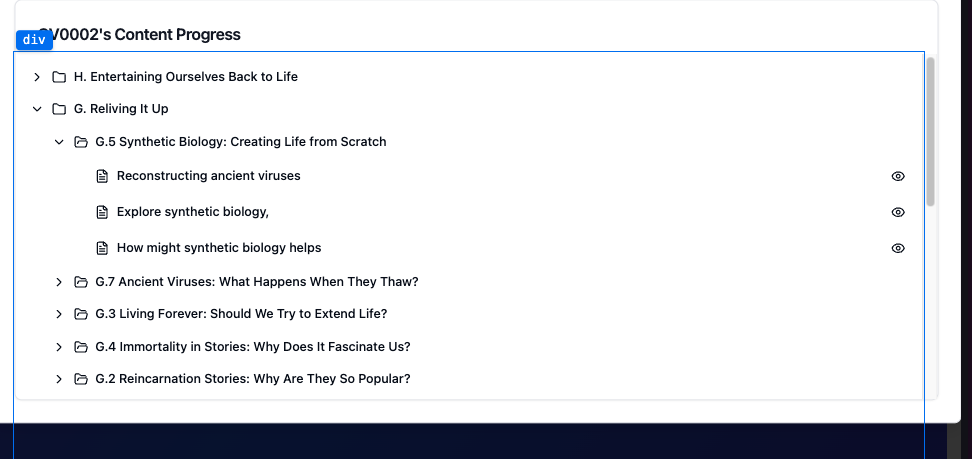 div
V0002's Content Progress
H. Entertaining Ourselves Back to Life
G. Reliving It Up
G.5 Synthetic Biology: Creating Life from Scratch
Reconstructing ancient viruses
Explore synthetic biology,
How might synthetic biology helps
G.7 Ancient Viruses: What Happens When They Thaw?
G.3 Living Forever: Should We Try to Extend Life?
G.4 Immortality in Stories: Why Does It Fascinate Us?
G.2 Reincarnation Stories: Why Are They So Popular?